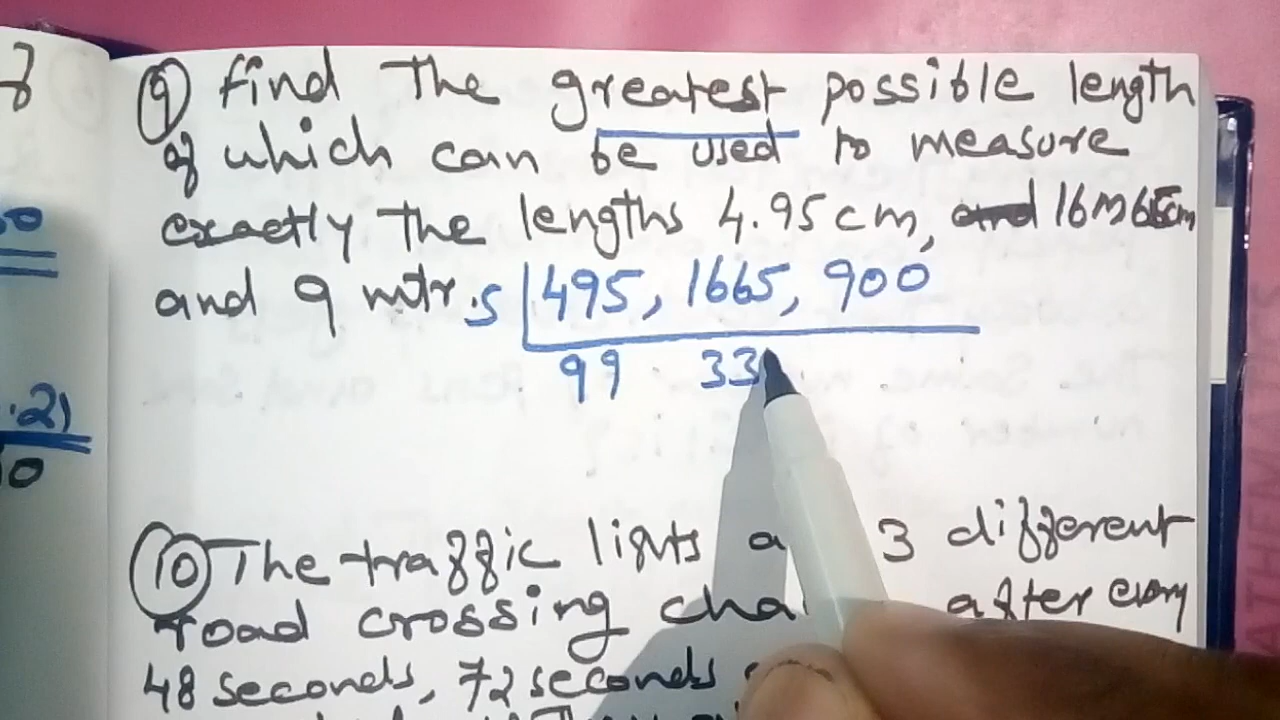 (9) Find The greatest possible length
of which can be used to measure
exactly The lengths 4.95 cm, and 16m 65cm
and 9 mtr.
5 | 495, 1665, 900
99 33
(10) The traffic lights 3 different
road crossing cha after every
48 seconds, 72 seconds